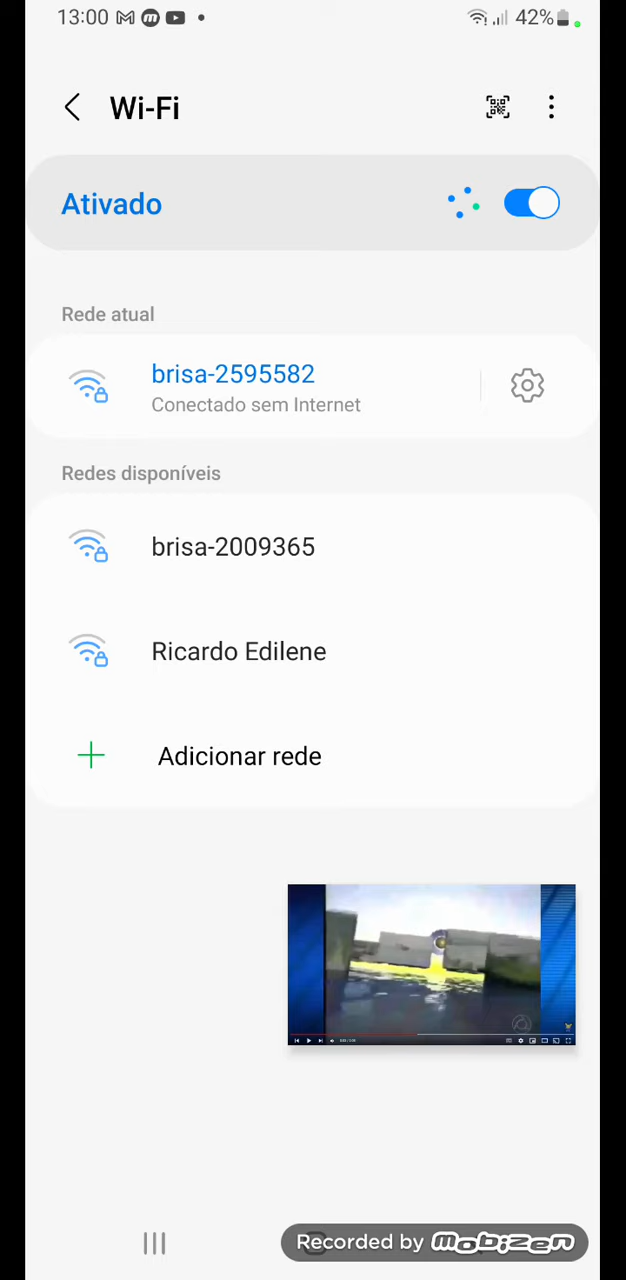 13:00
42%
Wi-Fi
Ativado
Rede atual
brisa-2595582
Conectado sem Internet
Redes disponíveis
brisa-2009365
Ricardo Edilene
Adicionar rede
Recorded by mobizen